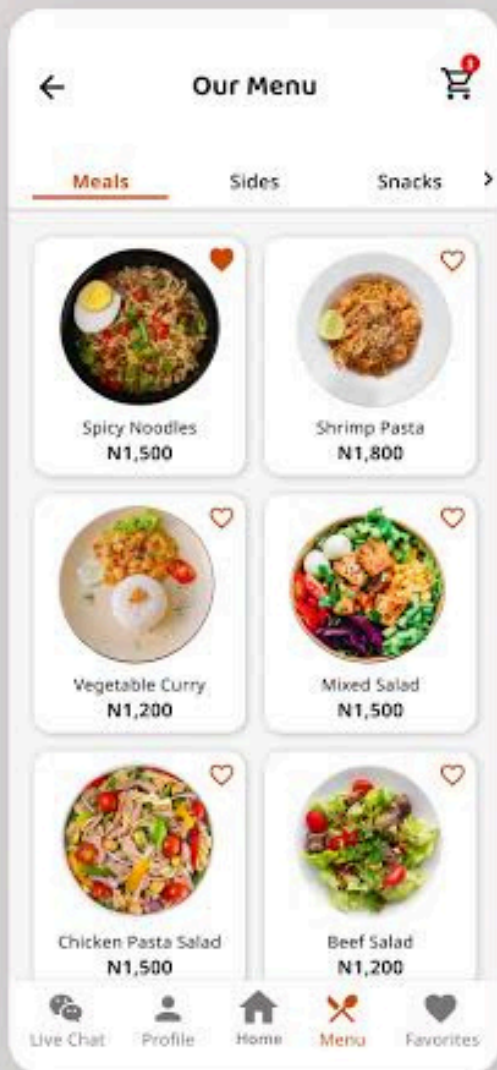 Our Menu
Meals Sides Snacks
Spicy Noodles Shrimp Pasta
N1,500 N1,800
Vegetable Curry Mixed Salad
N1,200 N1,500
Chicken Pasta Salad Beef Salad
N1,500 N1,200
Live Chat Profile Home Menu Favorites